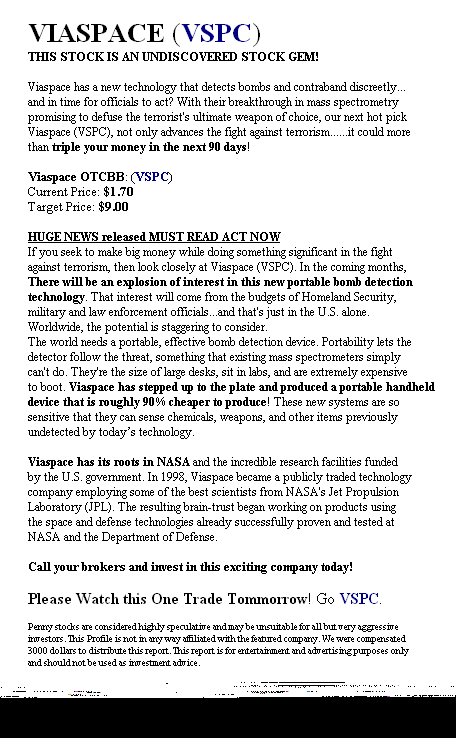 VIASPACE (VSPC)
THIS STOCK IS AN UNDISCOVERED STOCK GEM!
Viaspace has a new technology that detects bombs and contraband discreetly...
and in time for officials to act? With their breakthrough in mass spectrometry
promising to defuse the terrorist's ultimate weapon of choice, our next hot pick
Viaspace (VSPC), not only advances the fight against terrorism......it could more
than triple your money in the next 90 days!
Viaspace OTCBB: (VSPC)
Current Price: $1.70
Target Price: $9.00
HUGE NEWS released MUST READ ACT NOW
If you seek to make big money while doing something significant in the fight
against terrorism, then look closely at Viaspace (VSPC). In the coming months,
There will be an explosion of interest in this new portable bomb detection
technology. That interest will come from the budgets of Homeland Security,
military and law enforcement officials...and that's just in the U.S. alone.
Worldwide, the potential is staggering to consider.
The world needs a portable, effective bomb detection device. Portability lets the
detector follow the threat, something that existing mass spectrometers simply
can't do. They're the size of large desks, sit in labs, and are extremely expensive
to boot. Viaspace has stepped up to the plate and produced a portable handheld
device that is roughly 90% cheaper to produce! These new systems are so
sensitive that they can sense chemicals, weapons, and other items previously
undetected by today's technology.
Viaspace has its roots in NASA and the incredible research facilities funded
by the U.S. government. In 1998, Viaspace became a publicly traded technology
company employing some of the best scientists from NASA's Jet Propulsion
Laboratory (JPL). The resulting brain-trust began working on products using
the space and defense technologies already successfully proven and tested at
NASA and the Department of Defense.
Call your brokers and invest in this exciting company today!
Please Watch this One Trade Tommorrow! Go VSPC.
Penny stocks are considered highly speculative and may be unsuitable for all but very aggressive
investors. This Profile is not in any way affiliated with the featured company. We were compensated
3000 dollars to distribute this report. This report is for entertainment and advertising purposes only
and should not be used as investment advice.